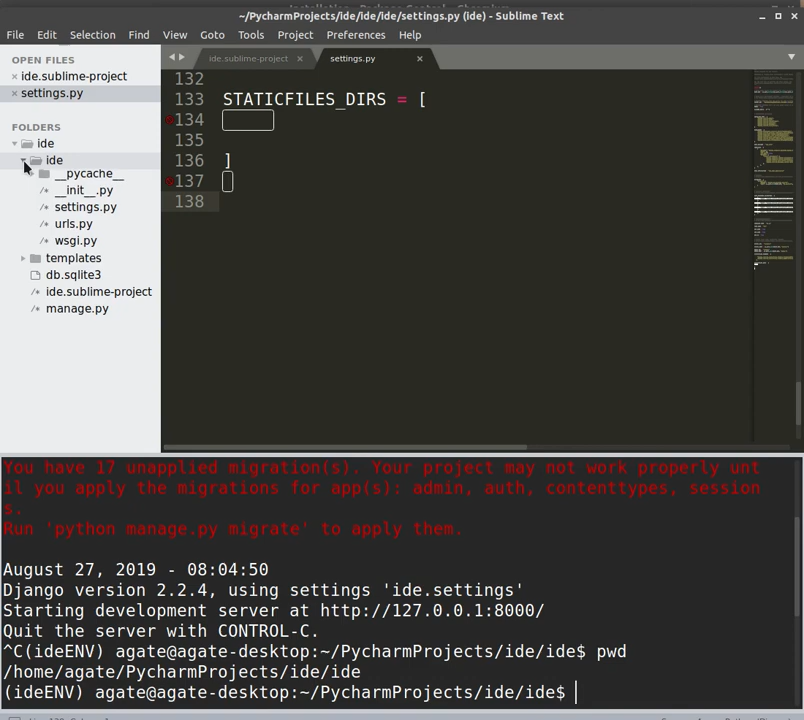 ~/PycharmProjects/ide/ide/ide/settings.py (ide) - Sublime Text
File Edit Selection Find View Goto Tools Project Preferences Help
OPEN FILES
ide.sublime-project
settings.py
FOLDERS
ide
ide
__pycache__
__init__.py
settings.py
urls.py
wsgi.py
templates
db.sqlite3
ide.sublime-project
manage.py
ide.sublime-project
settings.py
132
133 STATICFILES_DIRS = [
134
135
136 ]
137
138
You have 17 unapplied migration(s). Your project may not work properly unt
il you apply the migrations for app(s): admin, auth, contenttypes, session
s.
Run 'python manage.py migrate' to apply them.
August 27, 2019 - 08:04:50
Django version 2.2.4, using settings 'ide.settings'
Starting development server at http://127.0.0.1:8000/
Quit the server with CONTROL-C.
^C(ideENV) agate@agate-desktop:~/PycharmProjects/ide/ide$ pwd
/home/agate/PycharmProjects/ide/ide
(ideENV) agate@agate-desktop:~/PycharmProjects/ide/ide$